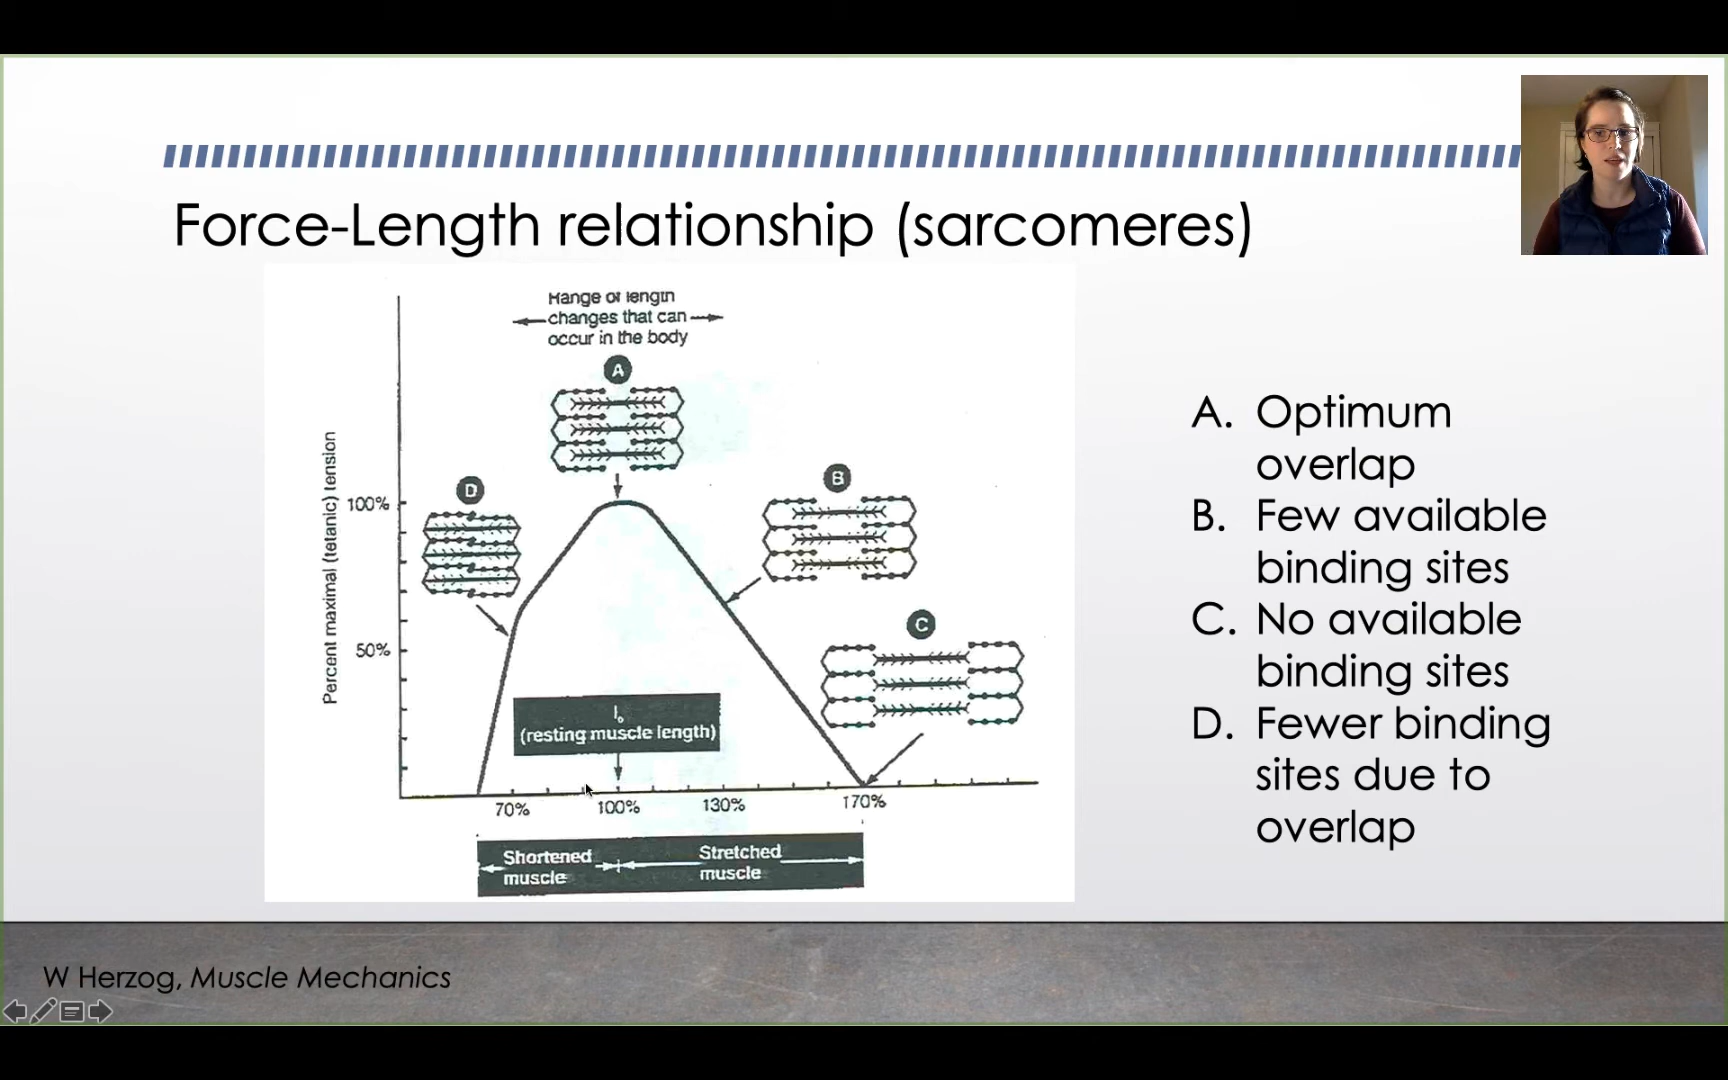 Force-Length relationship (sarcomeres)
Range of length
changes that can
occur in the body
A
D
B
C
Percent maximal (tetanic) tension
100%
50%
lo
(resting muscle length)
70%
100%
130%
170%
Shortened
muscle
Stretched
muscle
A. Optimum
overlap
B. Few available
binding sites
C. No available
binding sites
D. Fewer binding
sites due to
overlap
W Herzog, Muscle Mechanics